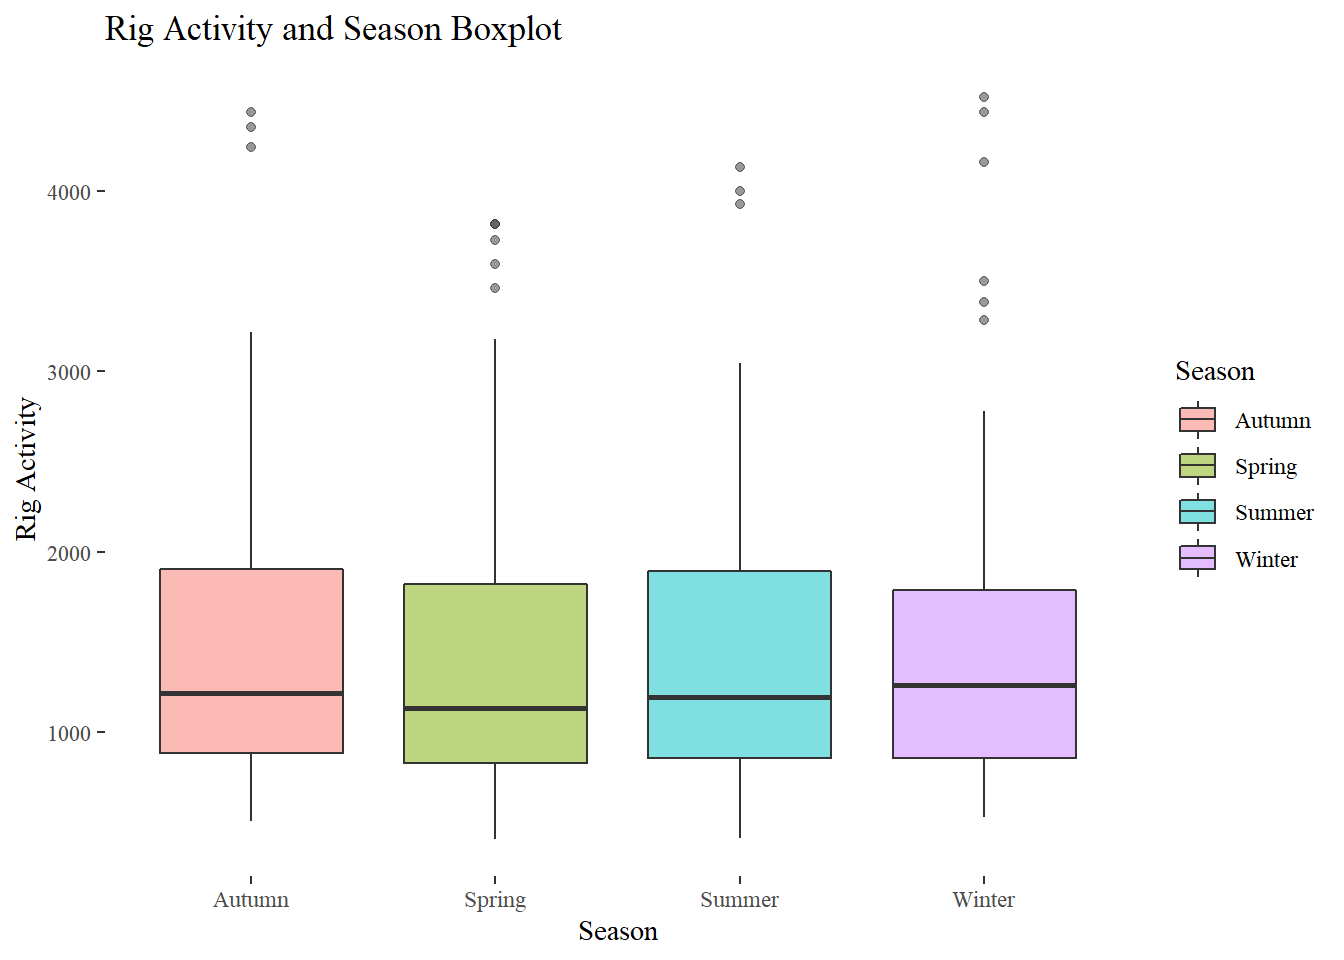 Rig Activity and Season Boxplot
4000
3000
2000
1000
Rig Activity
Autumn
Spring
Summer
Winter
Season
Season
Autumn
Spring
Summer
Winter